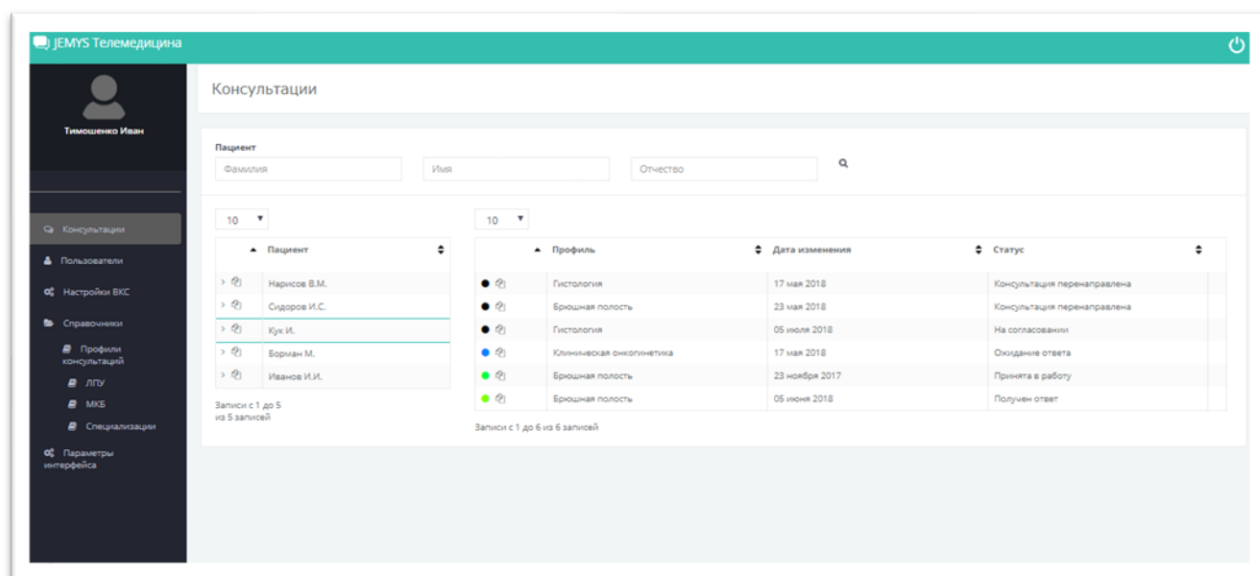 JEMYS Телемедицина
Тимошенко Иван
Консультации
Пользователи
Настройки ВКС
Справочники
Профили
консультаций
ЛПУ
МКБ
Специализации
Параметры
интерфейса
Консультации
Пациент
Фамилия Имя Отчество
10
Пациент
Нарисов В.М.
Сидоров И.С.
Кук И.
Борман М.
Иванов И.И.
Записи с 1 до 5
из 5 записей
10
Профиль Дата изменения Статус
Гистология 17 мая 2018 Консультация перенаправлена
Брюшная полость 23 мая 2018 Консультация перенаправлена
Гистология 05 июля 2018 На согласовании
Клиническая онкогинетика 17 мая 2018 Ожидание ответа
Брюшная полость 23 ноября 2017 Принята в работу
Брюшная полость 05 июня 2018 Получен ответ
Записи с 1 до 6 из 6 записей